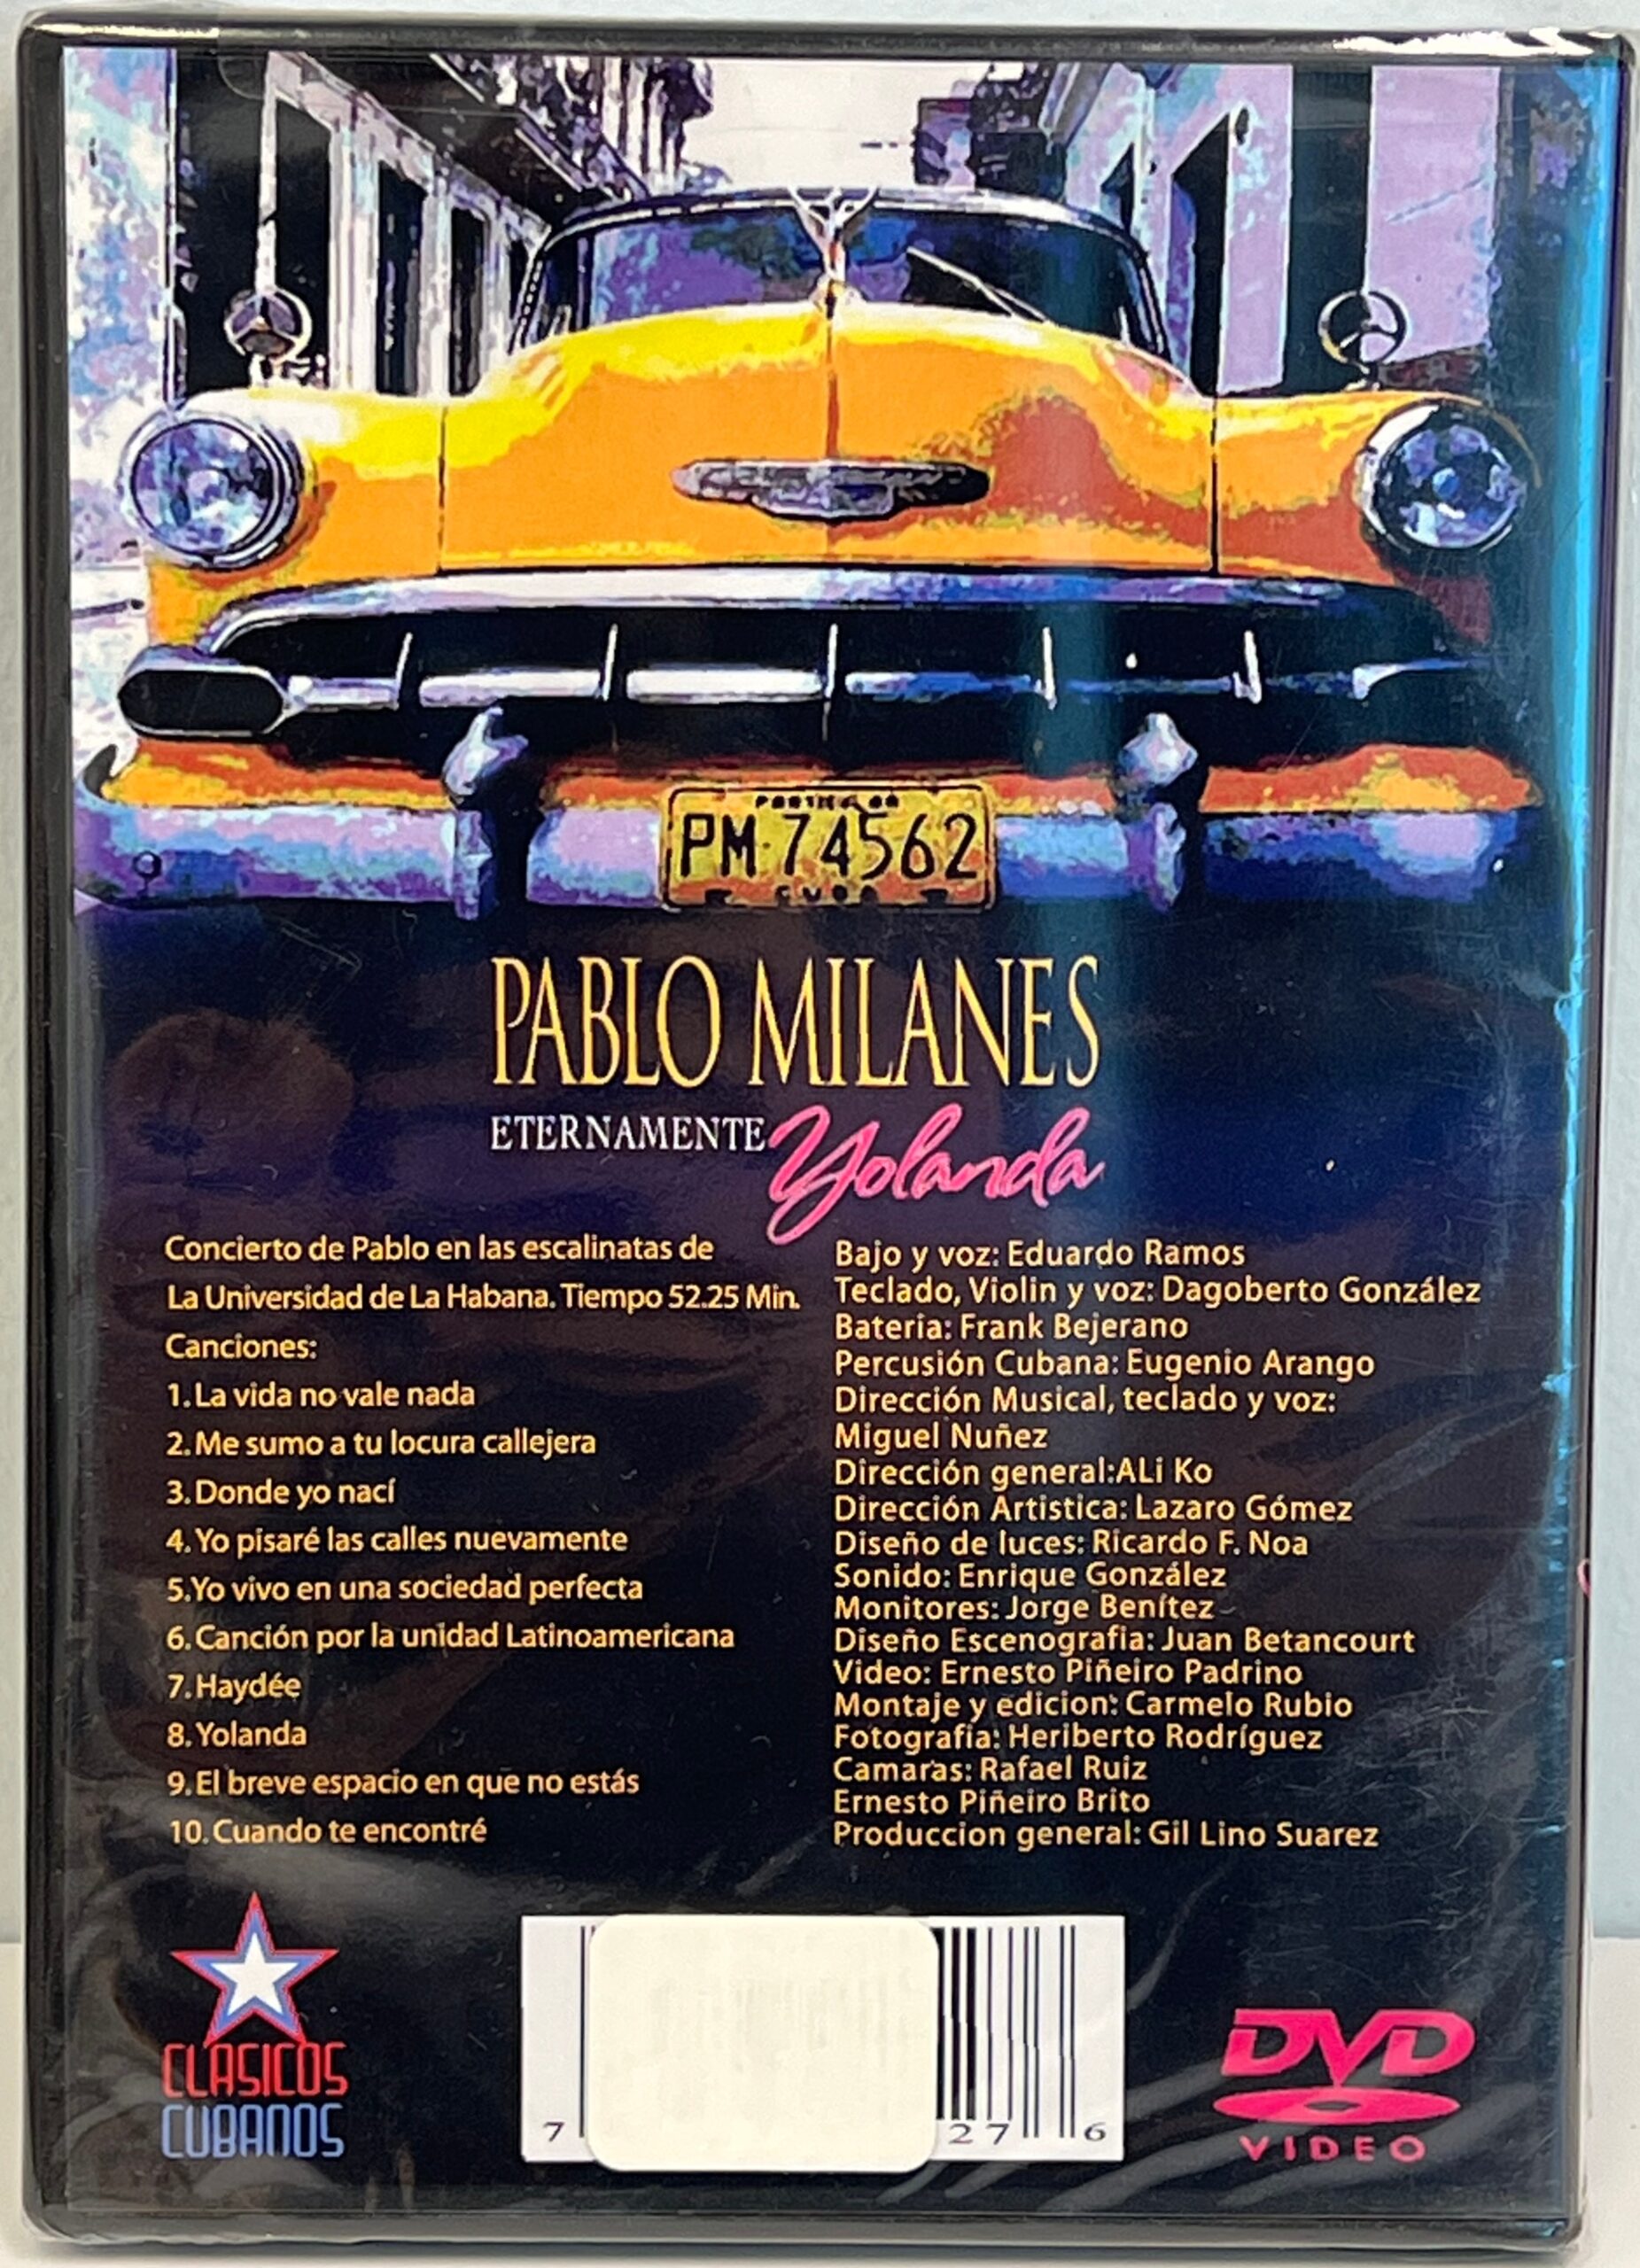 PARTICULAR
PM·74562
CUBA
PABLO MILANES
ETERNAMENTE Yolanda
Concierto de Pablo en las escalinatas de
La Universidad de La Habana. Tiempo 52.25 Min.
Canciones:
1. La vida no vale nada
2. Me sumo a tu locura callejera
3. Donde yo nací
4. Yo pisaré las calles nuevamente
5.Yo vivo en una sociedad perfecta
6. Canción por la unidad Latinoamericana
7. Haydée
8. Yolanda
9. El breve espacio en que no estás
10. Cuando te encontré
Bajo y voz: Eduardo Ramos
Teclado, Violin y voz: Dagoberto González
Bateria: Frank Bejerano
Percusión Cubana: Eugenio Arango
Dirección Musical, teclado y voz:
Miguel Nuñez
Dirección general:ALi Ko
Dirección Artistica: Lazaro Gómez
Diseño de luces: Ricardo F. Noa
Sonido: Enrique González
Monitores: Jorge Benítez
Diseño Escenografia: Juan Betancourt
Video: Ernesto Piñeiro Padrino
Montaje y edicion: Carmelo Rubio
Fotografia: Heriberto Rodríguez
Camaras: Rafael Ruiz
Ernesto Piñeiro Brito
Produccion general: Gil Lino Suarez
CLASICOS
CUBANOS
7 27 6
DVD
VIDEO